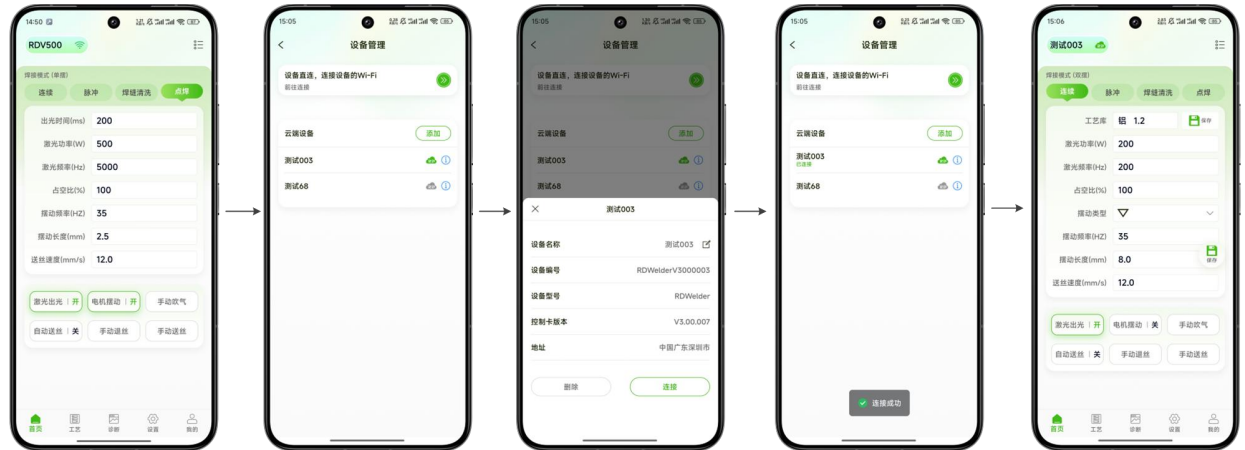 14:50
RDV500
焊接模式 (单摆)
连续 脉冲 焊缝清洗 点焊
出光时间(ms) 200
激光功率(W) 500
激光频率(Hz) 5000
占空比(%) 100
摆动频率(HZ) 35
摆动长度(mm) 2.5
送丝速度(mm/s) 12.0
激光出光 | 开 电机摆动 | 开 手动吹气
自动送丝 | 关 手动退丝 手动送丝
首页 工艺 诊断 设置 我的
15:05
设备管理
设备直连，连接设备的Wi-Fi
前往连接
云端设备 添加
测试003
测试68
15:05
设备管理
设备直连，连接设备的Wi-Fi
前往连接
云端设备 添加
测试003
测试68
测试003
设备名称 测试003
设备编号 RDWelderV3000003
设备型号 RDWelder
控制卡版本 V3.00.007
地址 中国广东深圳市
删除 连接
15:05
设备管理
设备直连，连接设备的Wi-Fi
前往连接
云端设备 添加
测试003
已连接
测试68
连接成功
15:06
测试003
焊接模式 (双摆)
连续 脉冲 焊缝清洗 点焊
工艺库 铝 1.2 保存
激光功率(W) 200
激光频率(Hz) 200
占空比(%) 100
摆动类型
摆动频率(HZ) 35
摆动长度(mm) 8.0
保存
送丝速度(mm/s) 12.0
激光出光 | 开 电机摆动 | 关 手动吹气
自动送丝 | 关 手动退丝 手动送丝
首页 工艺 诊断 设置 我的